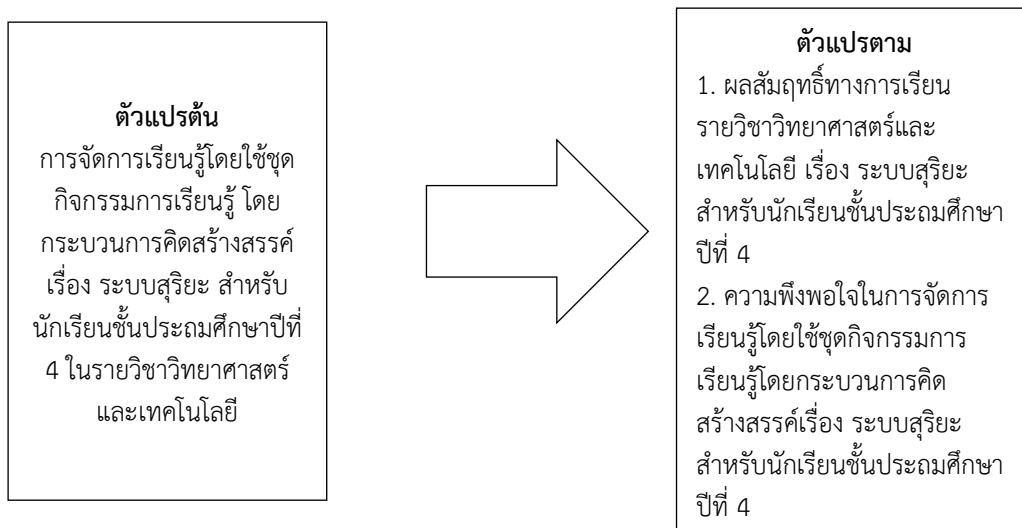 ตัวแปรต้น
การจัดการเรียนรู้โดยใช้ชุด
กิจกรรมการเรียนรู้ โดย
กระบวนการคิดสร้างสรรค์
เรื่อง ระบบสุริยะ สำหรับ
นักเรียนชั้นประถมศึกษาปีที่
4 ในรายวิชาวิทยาศาสตร์
และเทคโนโลยี
ตัวแปรตาม
1. ผลสัมฤทธิ์ทางการเรียน
รายวิชาวิทยาศาสตร์และ
เทคโนโลยี เรื่อง ระบบสุริยะ
สำหรับนักเรียนชั้นประถมศึกษา
ปีที่ 4
2. ความพึงพอใจในการจัดการ
เรียนรู้โดยใช้ชุดกิจกรรมการ
เรียนรู้โดยกระบวนการคิด
สร้างสรรค์เรื่อง ระบบสุริยะ
สำหรับนักเรียนชั้นประถมศึกษา
ปีที่ 4